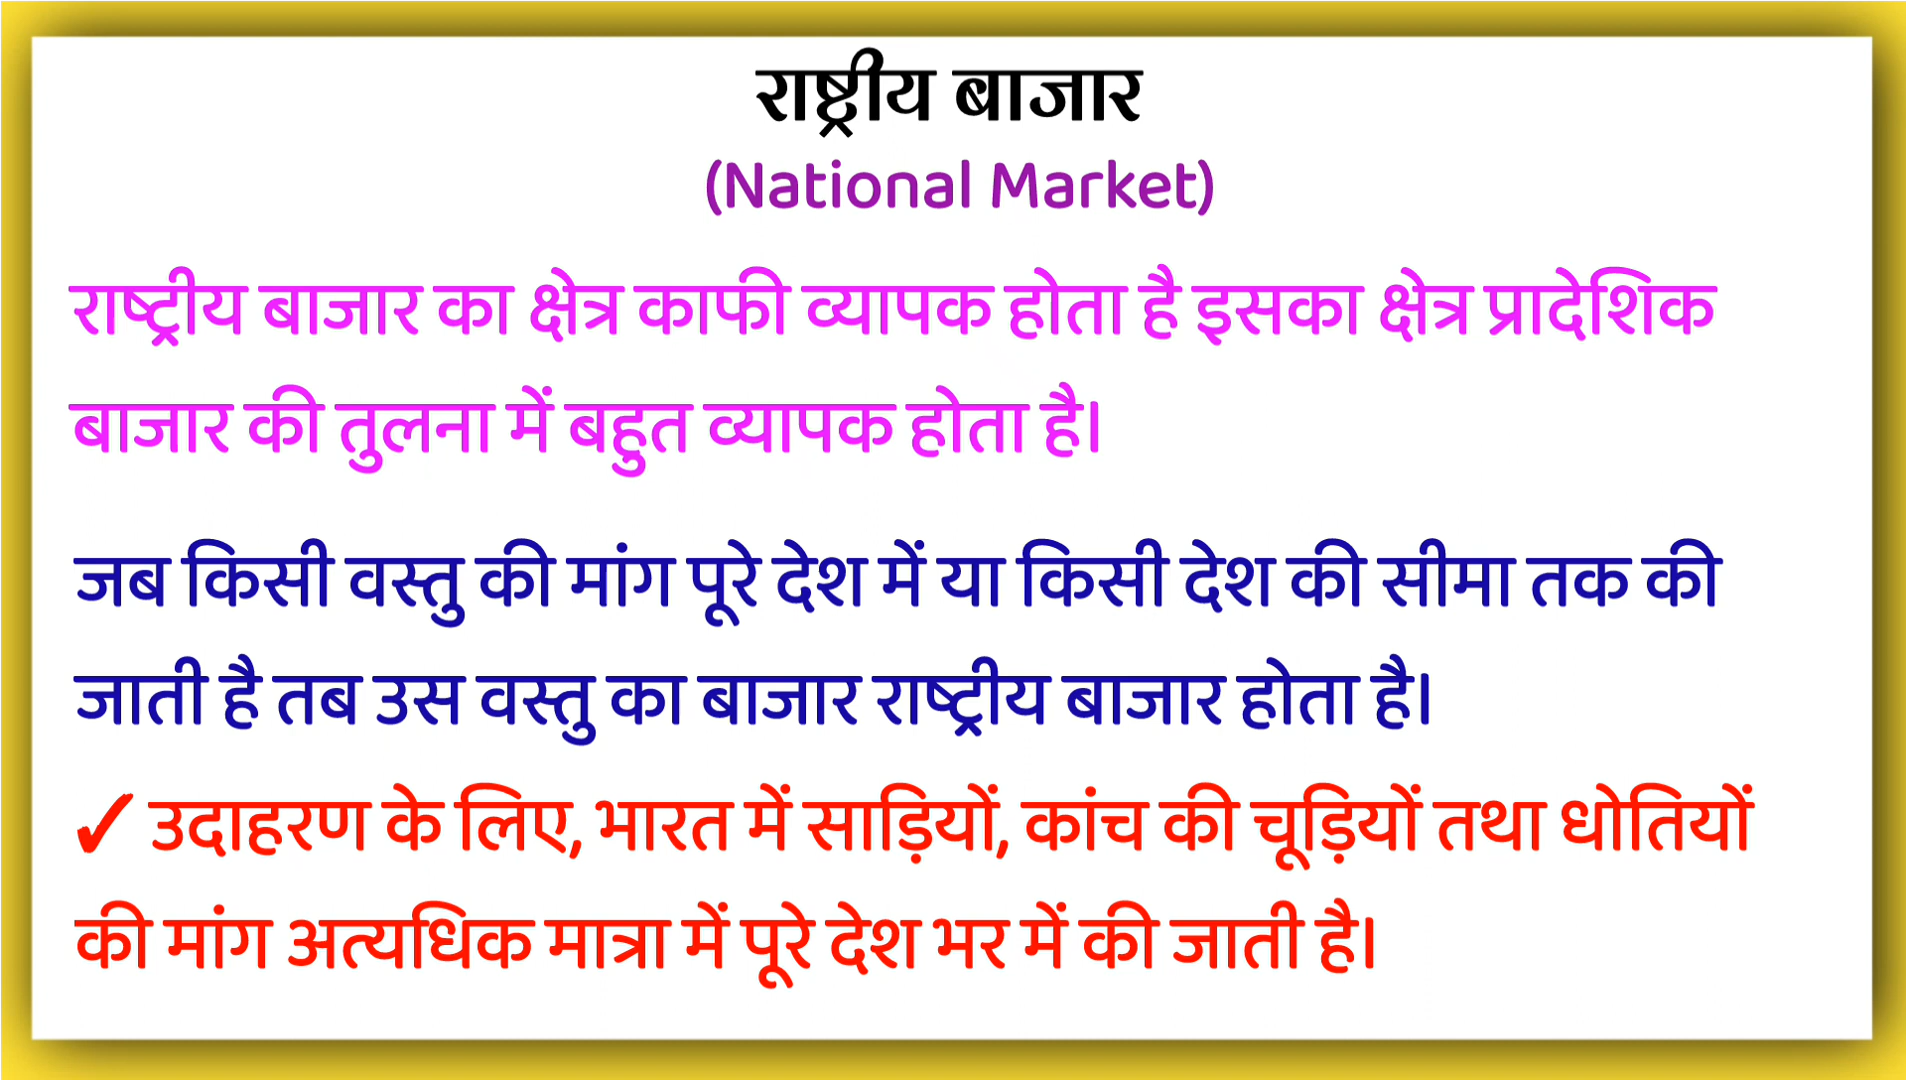 राष्ट्रीय बाजार
(National Market)
राष्ट्रीय बाजार का क्षेत्र काफी व्यापक होता है इसका क्षेत्र प्रादेशिक
बाजार की तुलना में बहुत व्यापक होता है।
जब किसी वस्तु की मांग पूरे देश में या किसी देश की सीमा तक की
जाती है तब उस वस्तु का बाजार राष्ट्रीय बाजार होता है।
✓ उदाहरण के लिए, भारत में साड़ियों, कांच की चूड़ियों तथा धोतियों
की मांग अत्यधिक मात्रा में पूरे देश भर में की जाती है।